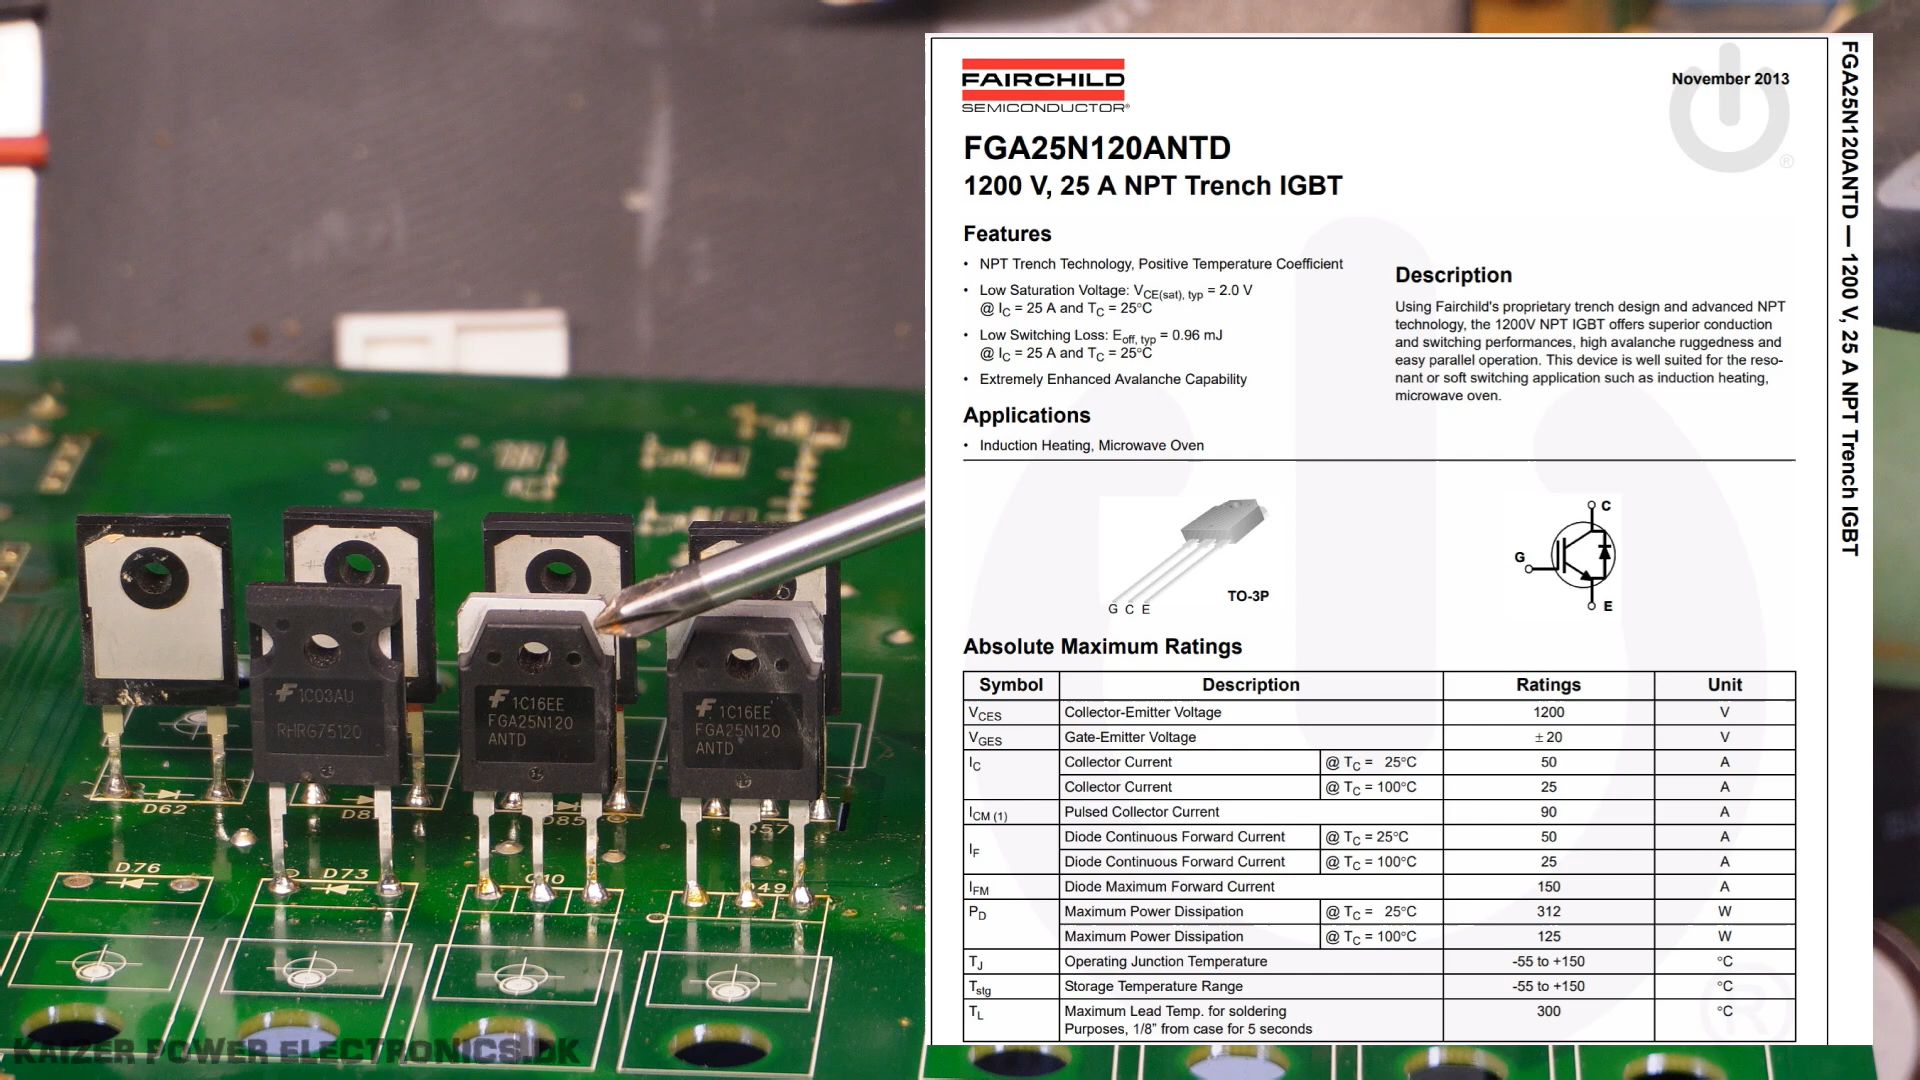 FAIRCHILD
SEMICONDUCTOR®
November 2013
FGA25N120ANTD
1200 V, 25 A NPT Trench IGBT
Features
• NPT Trench Technology, Positive Temperature Coefficient
• Low Saturation Voltage: VCE(sat), typ = 2.0 V
@ IC = 25 A and TC = 25°C
• Low Switching Loss: Eoff, typ = 0.96 mJ
@ IC = 25 A and TC = 25°C
• Extremely Enhanced Avalanche Capability
Applications
• Induction Heating, Microwave Oven
Description
Using Fairchild's proprietary trench design and advanced NPT
technology, the 1200V NPT IGBT offers superior conduction
and switching performances, high avalanche ruggedness and
easy parallel operation. This device is well suited for the reso-
nant or soft switching application such as induction heating,
microwave oven.
G C E
TO-3P
C
G
E
Absolute Maximum Ratings
Symbol Description Ratings Unit
VCES Collector-Emitter Voltage 1200 V
VGES Gate-Emitter Voltage ± 20 V
IC Collector Current @ TC = 25°C 50 A
Collector Current @ TC = 100°C 25 A
ICM (1) Pulsed Collector Current 90 A
IF Diode Continuous Forward Current @ TC = 25°C 50 A
Diode Continuous Forward Current @ TC = 100°C 25 A
IFM Diode Maximum Forward Current 150 A
PD Maximum Power Dissipation @ TC = 25°C 312 W
Maximum Power Dissipation @ TC = 100°C 125 W
TJ Operating Junction Temperature -55 to +150 °C
Tstg Storage Temperature Range -55 to +150 °C
TL Maximum Lead Temp. for soldering
Purposes, 1/8” from case for 5 seconds 300 °C
FGA25N120ANTD — 1200 V, 25 A NPT Trench IGBT
1C03AU
RHRG75120
1C16EE
FGA25N120
ANTD
1C16EE
FGA25N120
ANTD
D62
D85
D76
D73
KAIZER POWER ELECTRONICS.DK